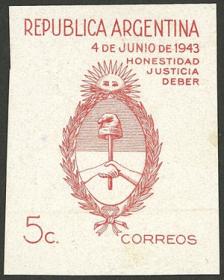 REPUBLICA ARGENTINA
4 DE JUNIO DE 1943
HONESTIDAD
JUSTICIA
DEBER
5c. CORREOS